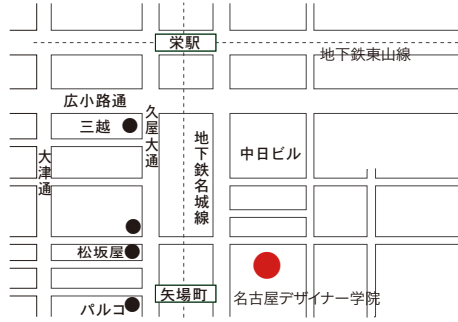 栄駅
地下鉄東山線
広小路通
三越
久屋大通
大津通
地下鉄名城線
中日ビル
松坂屋
矢場町
名古屋デザイナー学院
パルコ